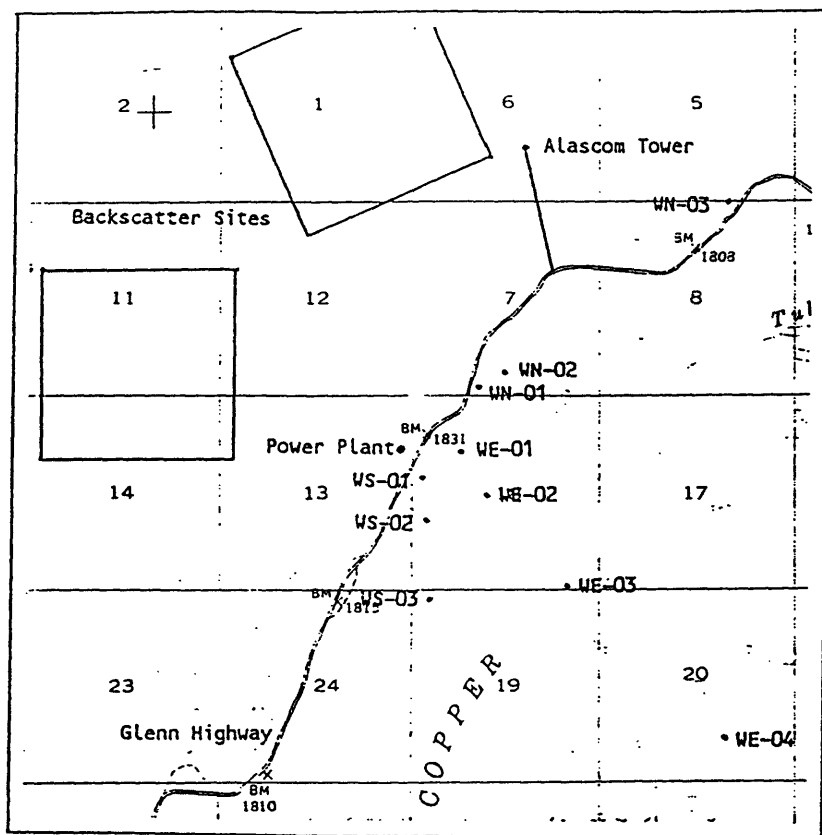 2
1
6
5
Alascom Tower
WN-03
Backscatter Sites
BM
1808
11
12
7
8
Tul
WN-02
WN-01
BM
1831
Power Plant
WE-01
WS-01
14
13
WE-02
17
WS-02
BM
WS-03
WE-03
23
24
19
20
COPPER
Glenn Highway
WE-04
BM
1810